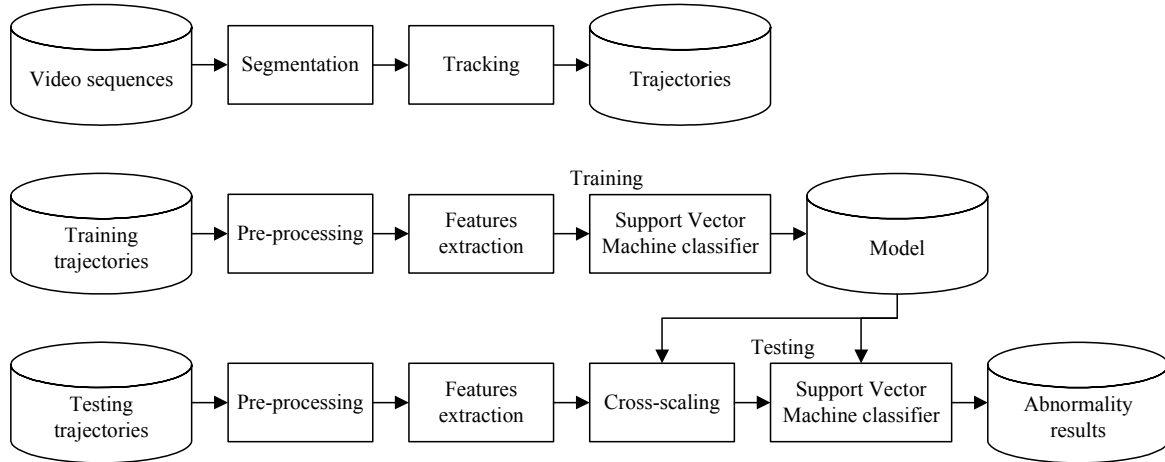 Video sequences
Segmentation
Tracking
Trajectories
Training
Training
trajectories
Pre-processing
Features
extraction
Support Vector
Machine classifier
Model
Testing
Testing
trajectories
Pre-processing
Features
extraction
Cross-scaling
Support Vector
Machine classifier
Abnormality
results